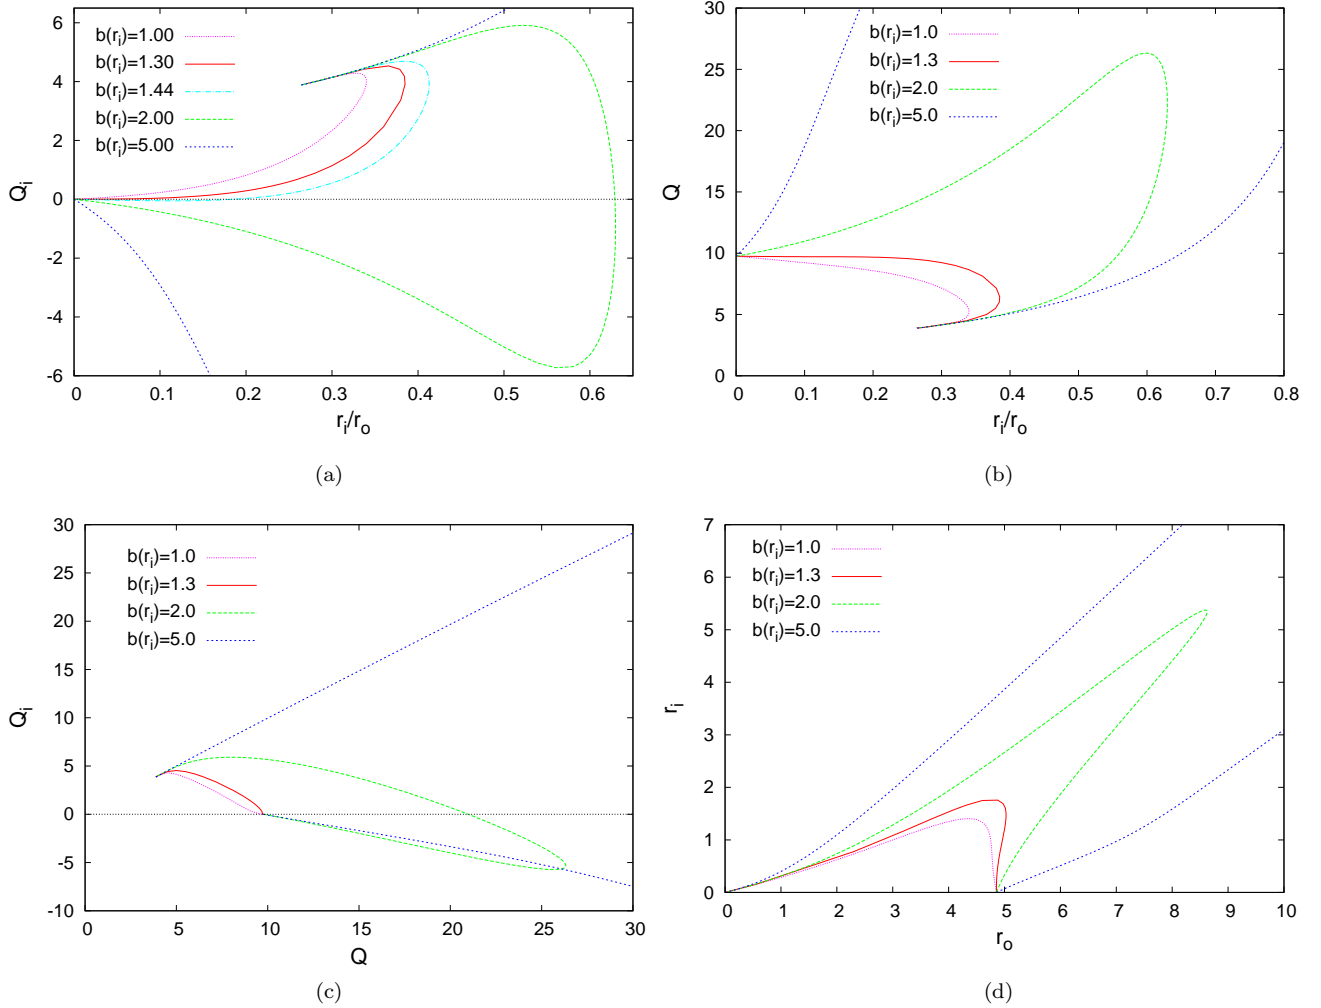 6
4
2
0
-2
-4
-6
0
0.1
0.2
0.3
0.4
0.5
0.6
Q_i
r_i/r_o
b(r_i)=1.00
b(r_i)=1.30
b(r_i)=1.44
b(r_i)=2.00
b(r_i)=5.00
(a)
30
25
20
15
10
5
0
0
0.1
0.2
0.3
0.4
0.5
0.6
0.7
0.8
Q
r_i/r_o
b(r_i)=1.0
b(r_i)=1.3
b(r_i)=2.0
b(r_i)=5.0
(b)
30
25
20
15
10
5
0
-5
-10
0
5
10
15
20
25
30
Q_i
Q
b(r_i)=1.0
b(r_i)=1.3
b(r_i)=2.0
b(r_i)=5.0
(c)
7
6
5
4
3
2
1
0
0
1
2
3
4
5
6
7
8
9
10
r_i
r_o
b(r_i)=1.0
b(r_i)=1.3
b(r_i)=2.0
b(r_i)=5.0
(d)